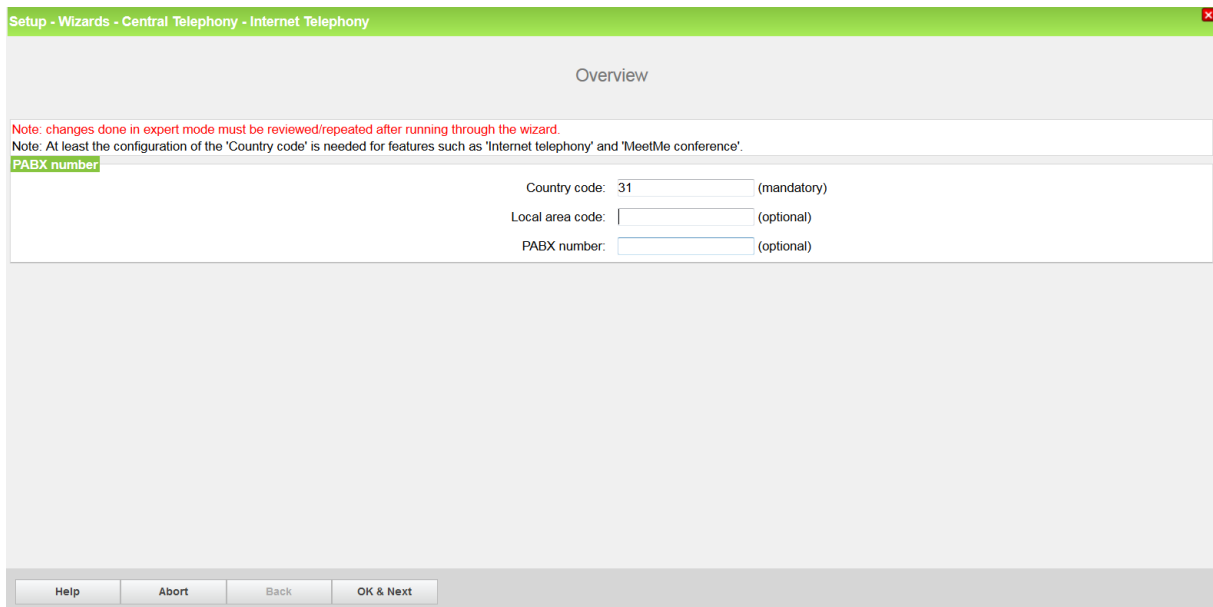 Setup - Wizards - Central Telephony - Internet Telephony
Overview
Note: changes done in expert mode must be reviewed/repeated after running through the wizard.
Note: At least the configuration of the 'Country code' is needed for features such as 'Internet telephony' and 'MeetMe conference'.
PABX number
Country code: 31 (mandatory)
Local area code: (optional)
PABX number: (optional)
Help Abort Back OK & Next